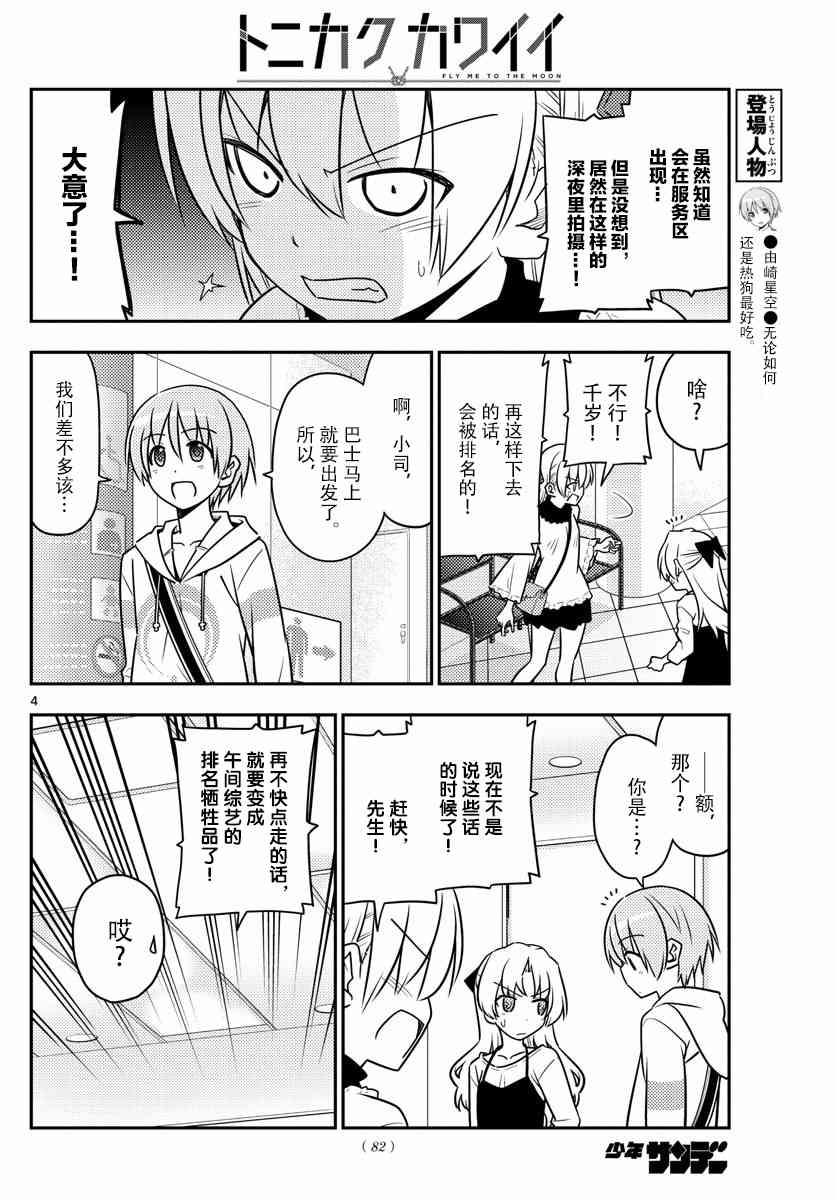 トニカクカワイイ
FLY ME TO THE MOON
登場人物
とうじょうじんぶつ
●由崎星空●无论如何
还是热狗最好吃。
虽然知道
会在服务区
出现…
但是没想到，
居然在这样的
深夜里拍摄…！
大意了…！
啥？
不行！
千岁！
再这样下去
的话，
会被排名的！
啊，小司，
巴士马上
就要出发了。
所以，
我们差不多该…
4
——额，
那个？
你是…？
现在不是
说这些话
的时候了！
赶快，
先生！
再不快点走的话，
就要变成
午间综艺的
排名牺牲品了！
哎？
(82)
少年サンデー